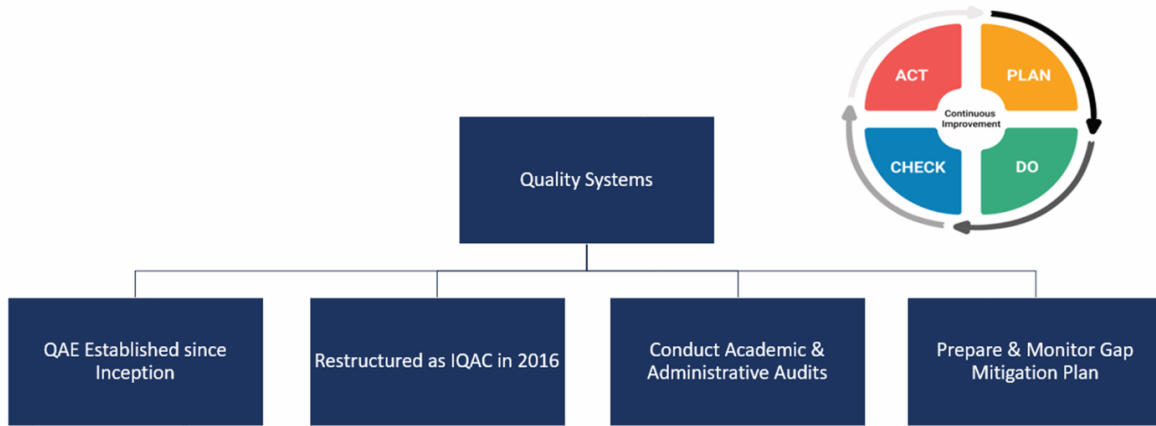 ACT
PLAN
Continuous
Improvement
CHECK
DO
Quality Systems
QAE Established since
Inception
Restructured as IQAC in 2016
Conduct Academic &
Administrative Audits
Prepare & Monitor Gap
Mitigation Plan